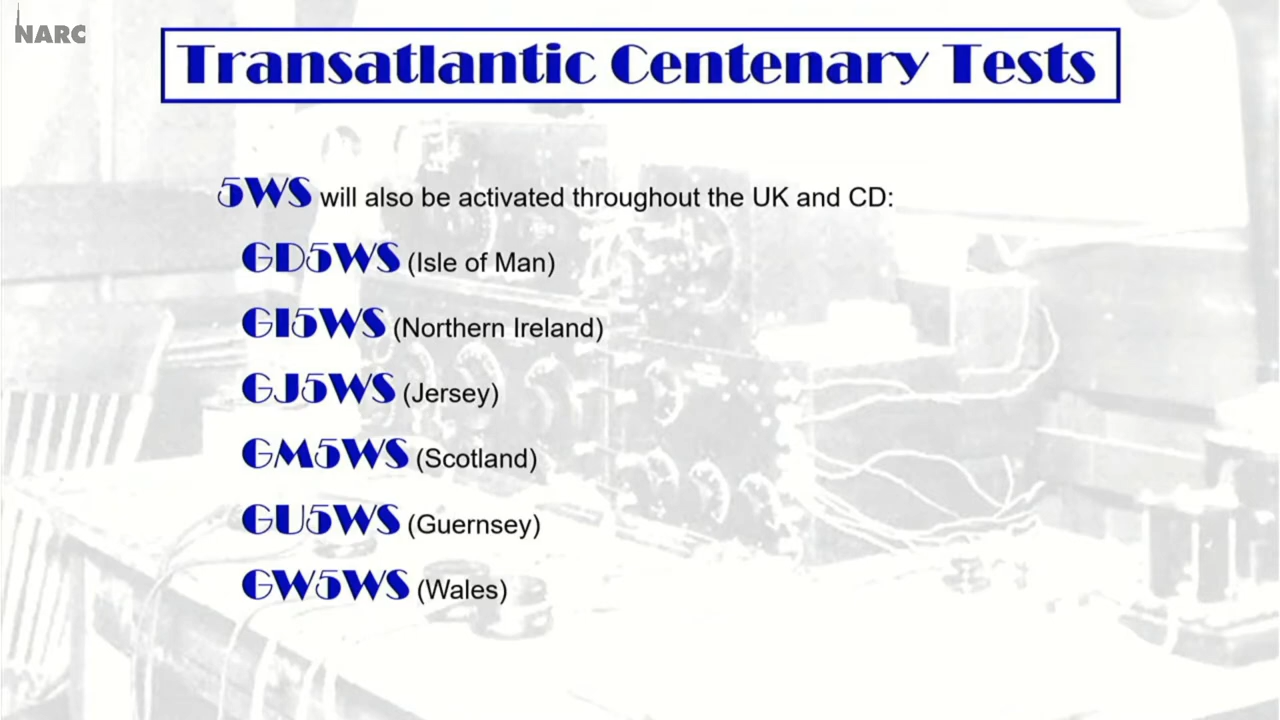 NARC
Transatlantic Centenary Tests
5WS will also be activated throughout the UK and CD:
GD5WS (Isle of Man)
GI5WS (Northern Ireland)
GJ5WS (Jersey)
GM5WS (Scotland)
GU5WS (Guernsey)
GW5WS (Wales)